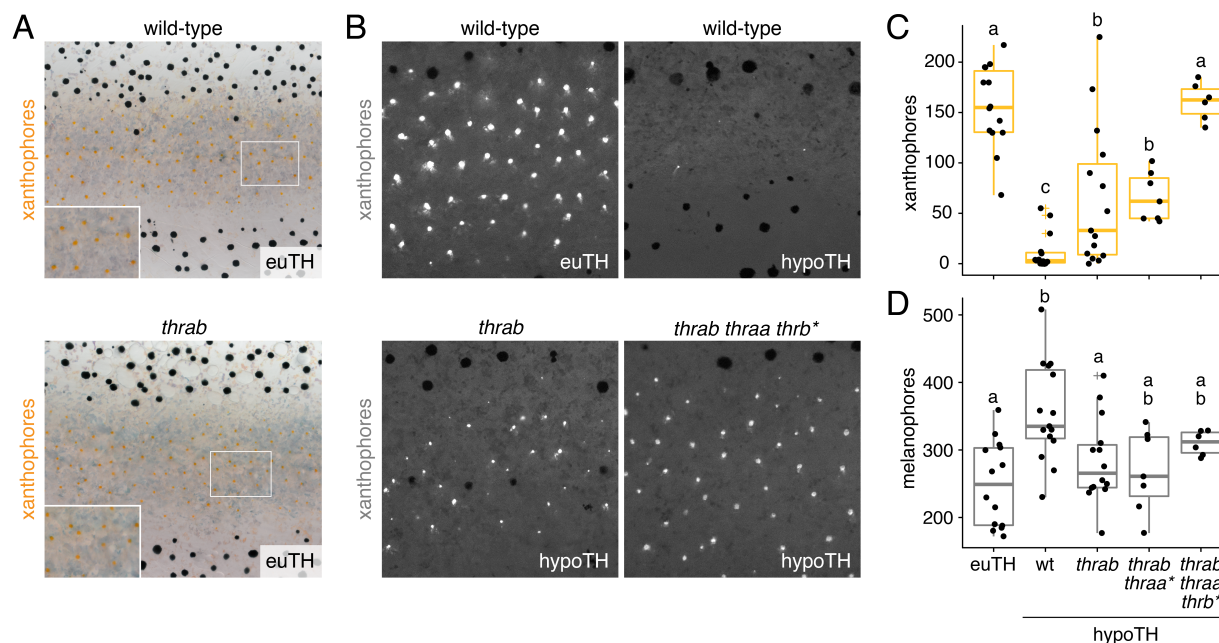 A
wild-type
xanthophores
euTH
thrab
xanthophores
euTH
B
wild-type
wild-type
xanthophores
euTH
hypoTH
thrab
thrab thraa thrb*
xanthophores
hypoTH
hypoTH
C
xanthophores
200
150
100
50
0
a
c
b
b
a
D
melanophores
500
400
300
200
a
b
a
a
b
a
b
euTH
wt
thrab
thrab
thraa*
thrab
thraa
thrb*
hypoTH